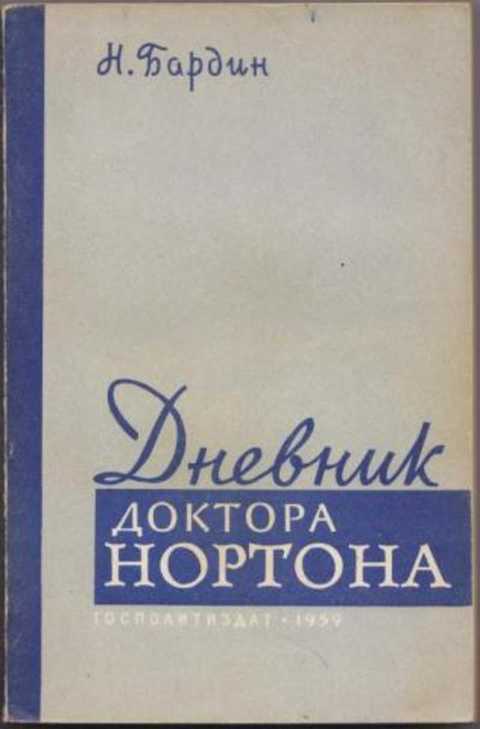 Н. Бардин
Дневник
ДОКТОРА
НОРТОНА
ГОСПОЛИТИЗДАТ · 1959